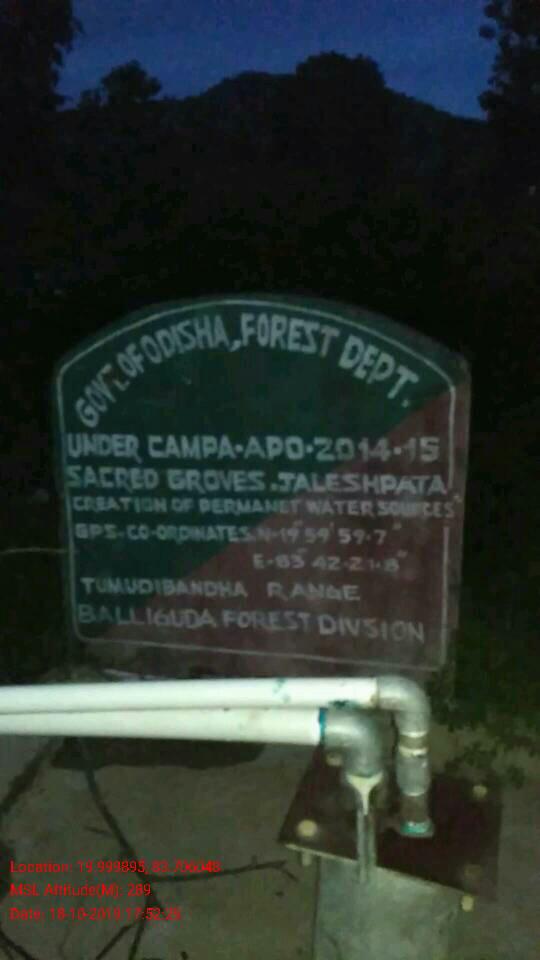 GOVT. OF ODISHA, FOREST DEPT.
UNDER CAMPA-APO-2014-15
SACRED GROVES. JALESHPATA
CREATION OF PERMANET WATER SOURCES
GPS-CO-ORDINATES. N-19°59'59.7"
E-83°42'21.8"
TUMUDIBANDHA RANGE
BALLIGUDA FOREST DIVSION
Location: 19.999895, 83.706048
MSL Altitude(M): 289
Date: 18-10-2019 17:52:25